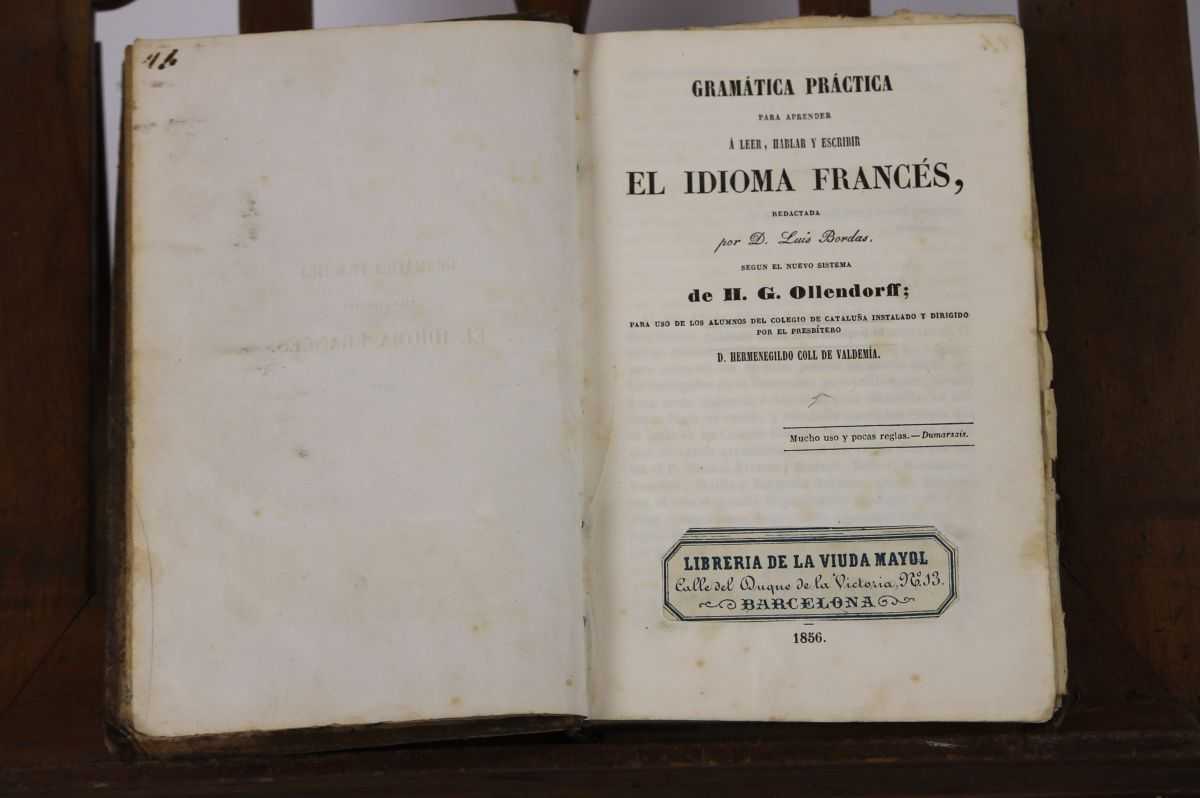 GRAMÁTICA PRÁCTICA
PARA APRENDER
Á LEER, HABLAR Y ESCRIBIR
EL IDIOMA FRANCÉS,
REDACTADA
por D. Luis Bordas.
SEGUN EL NUEVO SISTEMA
de H. G. Ollendorff;
PARA USO DE LOS ALUMNOS DEL COLEGIO DE CATALUÑA INSTALADO Y DIRIGIDO
POR EL PRESBÍTERO
D. HERMENEGILDO COLL DE VALDEMÍA.
Mucho uso y pocas reglas.—Dumarsais.
LIBRERIA DE LA VIUDA MAYOL
Calle del Duque de la Victoria, Nº 13.
BARCELONA
1856.